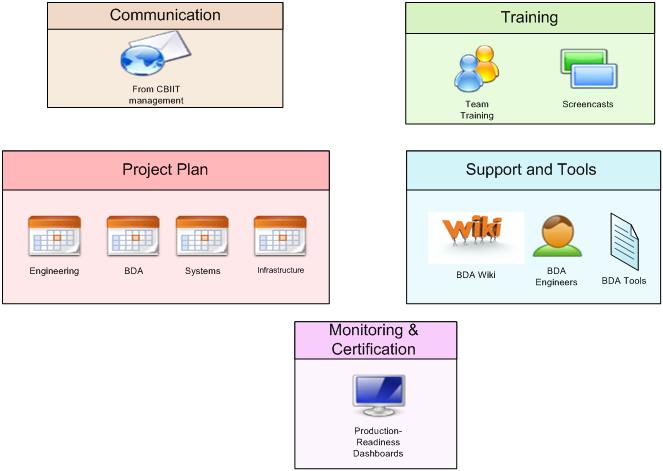 Communication
From CBIIT
management
Training
Team
Training
Screencasts
Project Plan
Engineering
BDA
Systems
Infrastructure
Support and Tools
Wiki
BDA Wiki
BDA
Engineers
BDA Tools
Monitoring &
Certification
Production-
Readiness
Dashboards